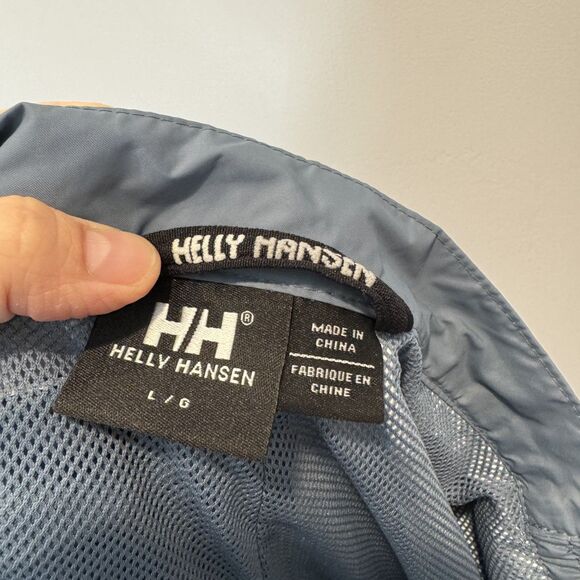 HELLY HANSEN
HH®
HELLY HANSEN
L / G
MADE IN
CHINA
FABRIQUE EN
CHINE